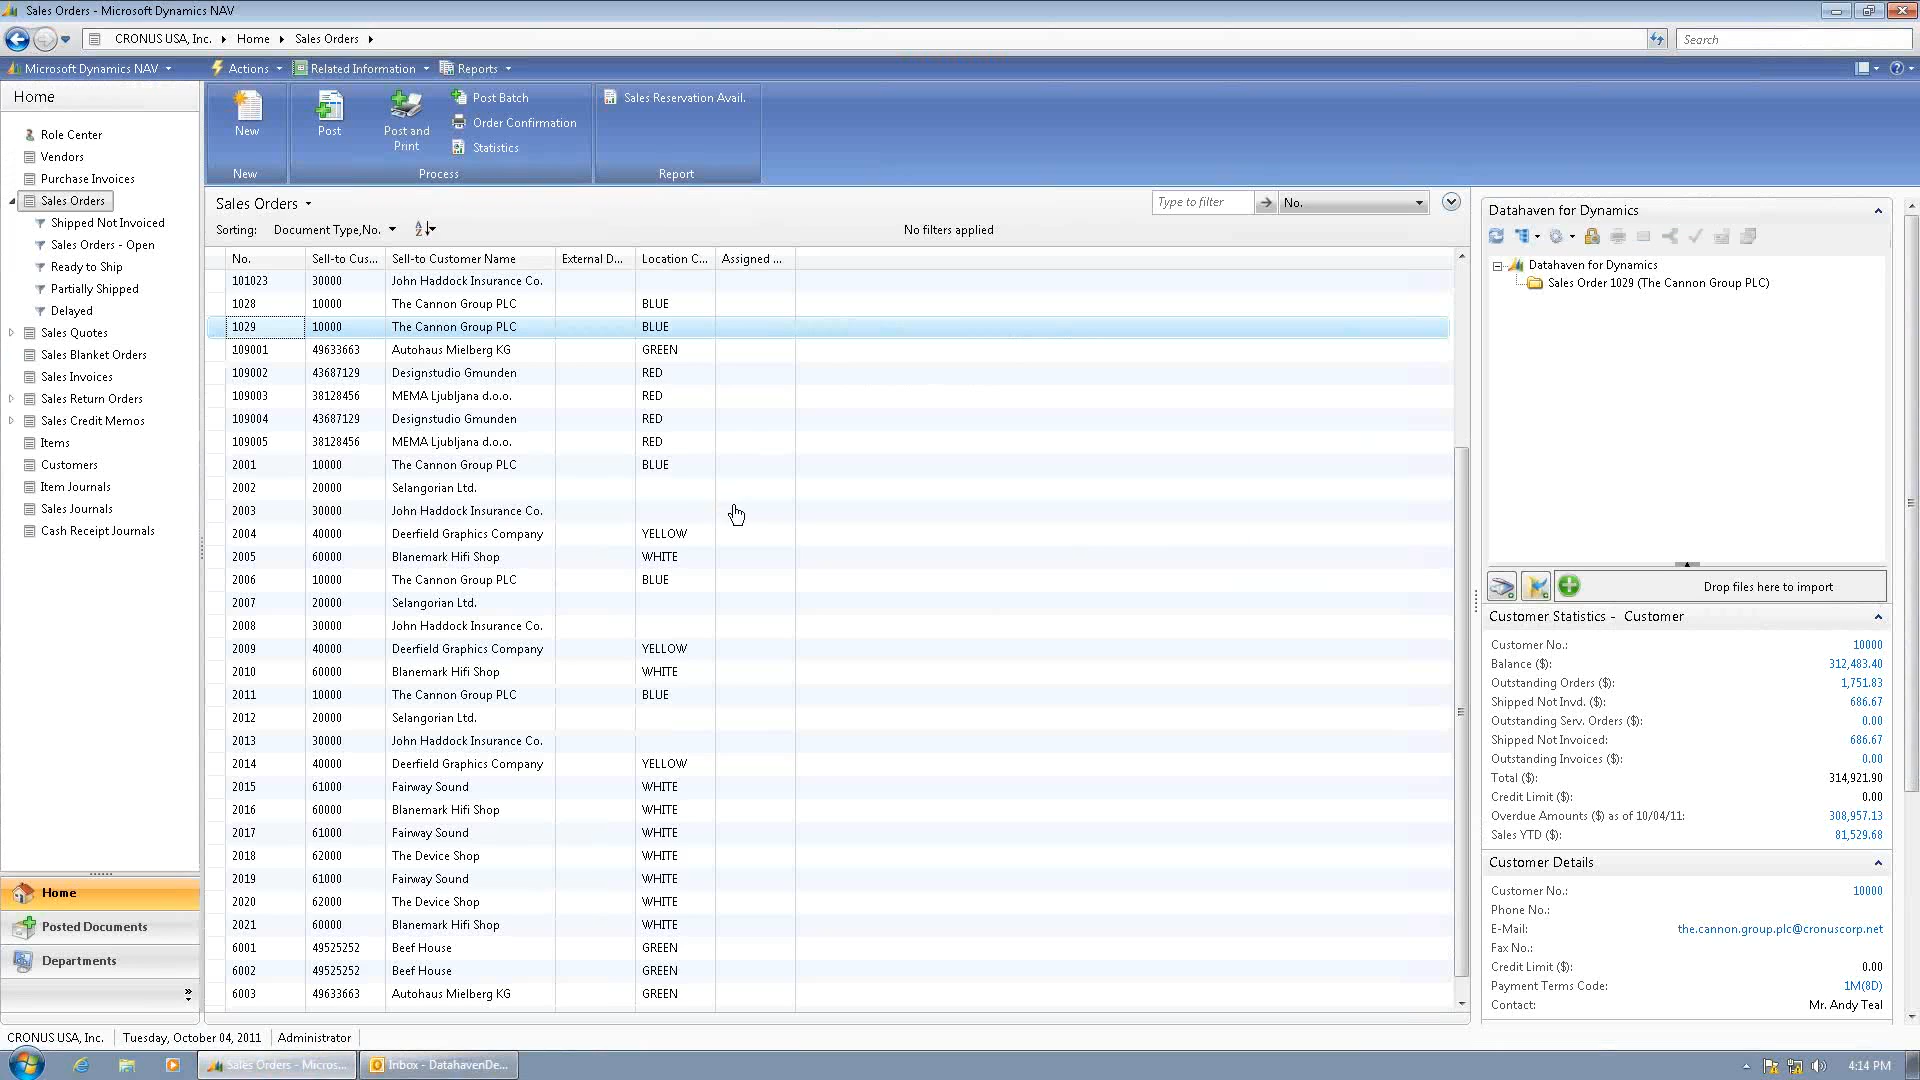 Sales Orders - Microsoft Dynamics NAV
CRONUS USA, Inc. Home Sales Orders
Search
Microsoft Dynamics NAV Actions Related Information Reports
Home
Role Center
Vendors
Purchase Invoices
Sales Orders
Shipped Not Invoiced
Sales Orders - Open
Ready to Ship
Partially Shipped
Delayed
Sales Quotes
Sales Blanket Orders
Sales Invoices
Sales Return Orders
Sales Credit Memos
Items
Customers
Item Journals
Sales Journals
Cash Receipt Journals
Home
Posted Documents
Departments
New
Post
Post and Print
Post Batch
Order Confirmation
Statistics
Sales Reservation Avail.
New
Process
Report
Sales Orders
Type to filter
No.
Sorting: Document Type,No.
No filters applied
No. Sell-to Cus... Sell-to Customer Name External D... Location C... Assigned ...
101023 30000 John Haddock Insurance Co.
1028 10000 The Cannon Group PLC BLUE
1029 10000 The Cannon Group PLC BLUE
109001 49633663 Autohaus Mielberg KG GREEN
109002 43687129 Designstudio Gmunden RED
109003 38128456 MEMA Ljubljana d.o.o. RED
109004 43687129 Designstudio Gmunden RED
109005 38128456 MEMA Ljubljana d.o.o. RED
2001 10000 The Cannon Group PLC BLUE
2002 20000 Selangorian Ltd.
2003 30000 John Haddock Insurance Co.
2004 40000 Deerfield Graphics Company YELLOW
2005 60000 Blanemark Hifi Shop WHITE
2006 10000 The Cannon Group PLC BLUE
2007 20000 Selangorian Ltd.
2008 30000 John Haddock Insurance Co.
2009 40000 Deerfield Graphics Company YELLOW
2010 60000 Blanemark Hifi Shop WHITE
2011 10000 The Cannon Group PLC BLUE
2012 20000 Selangorian Ltd.
2013 30000 John Haddock Insurance Co.
2014 40000 Deerfield Graphics Company YELLOW
2015 61000 Fairway Sound WHITE
2016 60000 Blanemark Hifi Shop WHITE
2017 61000 Fairway Sound WHITE
2018 62000 The Device Shop WHITE
2019 61000 Fairway Sound WHITE
2020 62000 The Device Shop WHITE
2021 60000 Blanemark Hifi Shop WHITE
6001 49525252 Beef House GREEN
6002 49525252 Beef House GREEN
6003 49633663 Autohaus Mielberg KG GREEN
Datahaven for Dynamics
Datahaven for Dynamics
Sales Order 1029 (The Cannon Group PLC)
Drop files here to import
Customer Statistics - Customer
Customer No.: 10000
Balance ($): 312,483.40
Outstanding Orders ($): 1,751.83
Shipped Not Invd. ($): 686.67
Outstanding Serv. Orders ($): 0.00
Shipped Not Invoiced: 686.67
Outstanding Invoices ($): 0.00
Total ($): 314,921.90
Credit Limit ($): 0.00
Overdue Amounts ($) as of 10/04/11: 308,957.13
Sales YTD ($): 81,529.68
Customer Details
Customer No.: 10000
Phone No.:
E-Mail: the.cannon.group.plc@cronuscorp.net
Fax No.:
Credit Limit ($): 0.00
Payment Terms Code: 1M(8D)
Contact: Mr. Andy Teal
CRONUS USA, Inc. Tuesday, October 04, 2011 Administrator
Sales Orders - Micros...
Inbox - DatahavenDe...
4:14 PM